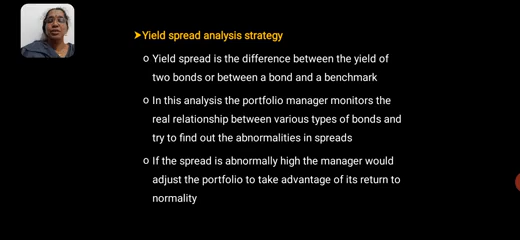 ➤Yield spread analysis strategy
o Yield spread is the difference between the yield of
two bonds or between a bond and a benchmark
o In this analysis the portfolio manager monitors the
real relationship between various types of bonds and
try to find out the abnormalities in spreads
o If the spread is abnormally high the manager would
adjust the portfolio to take advantage of its return to
normality